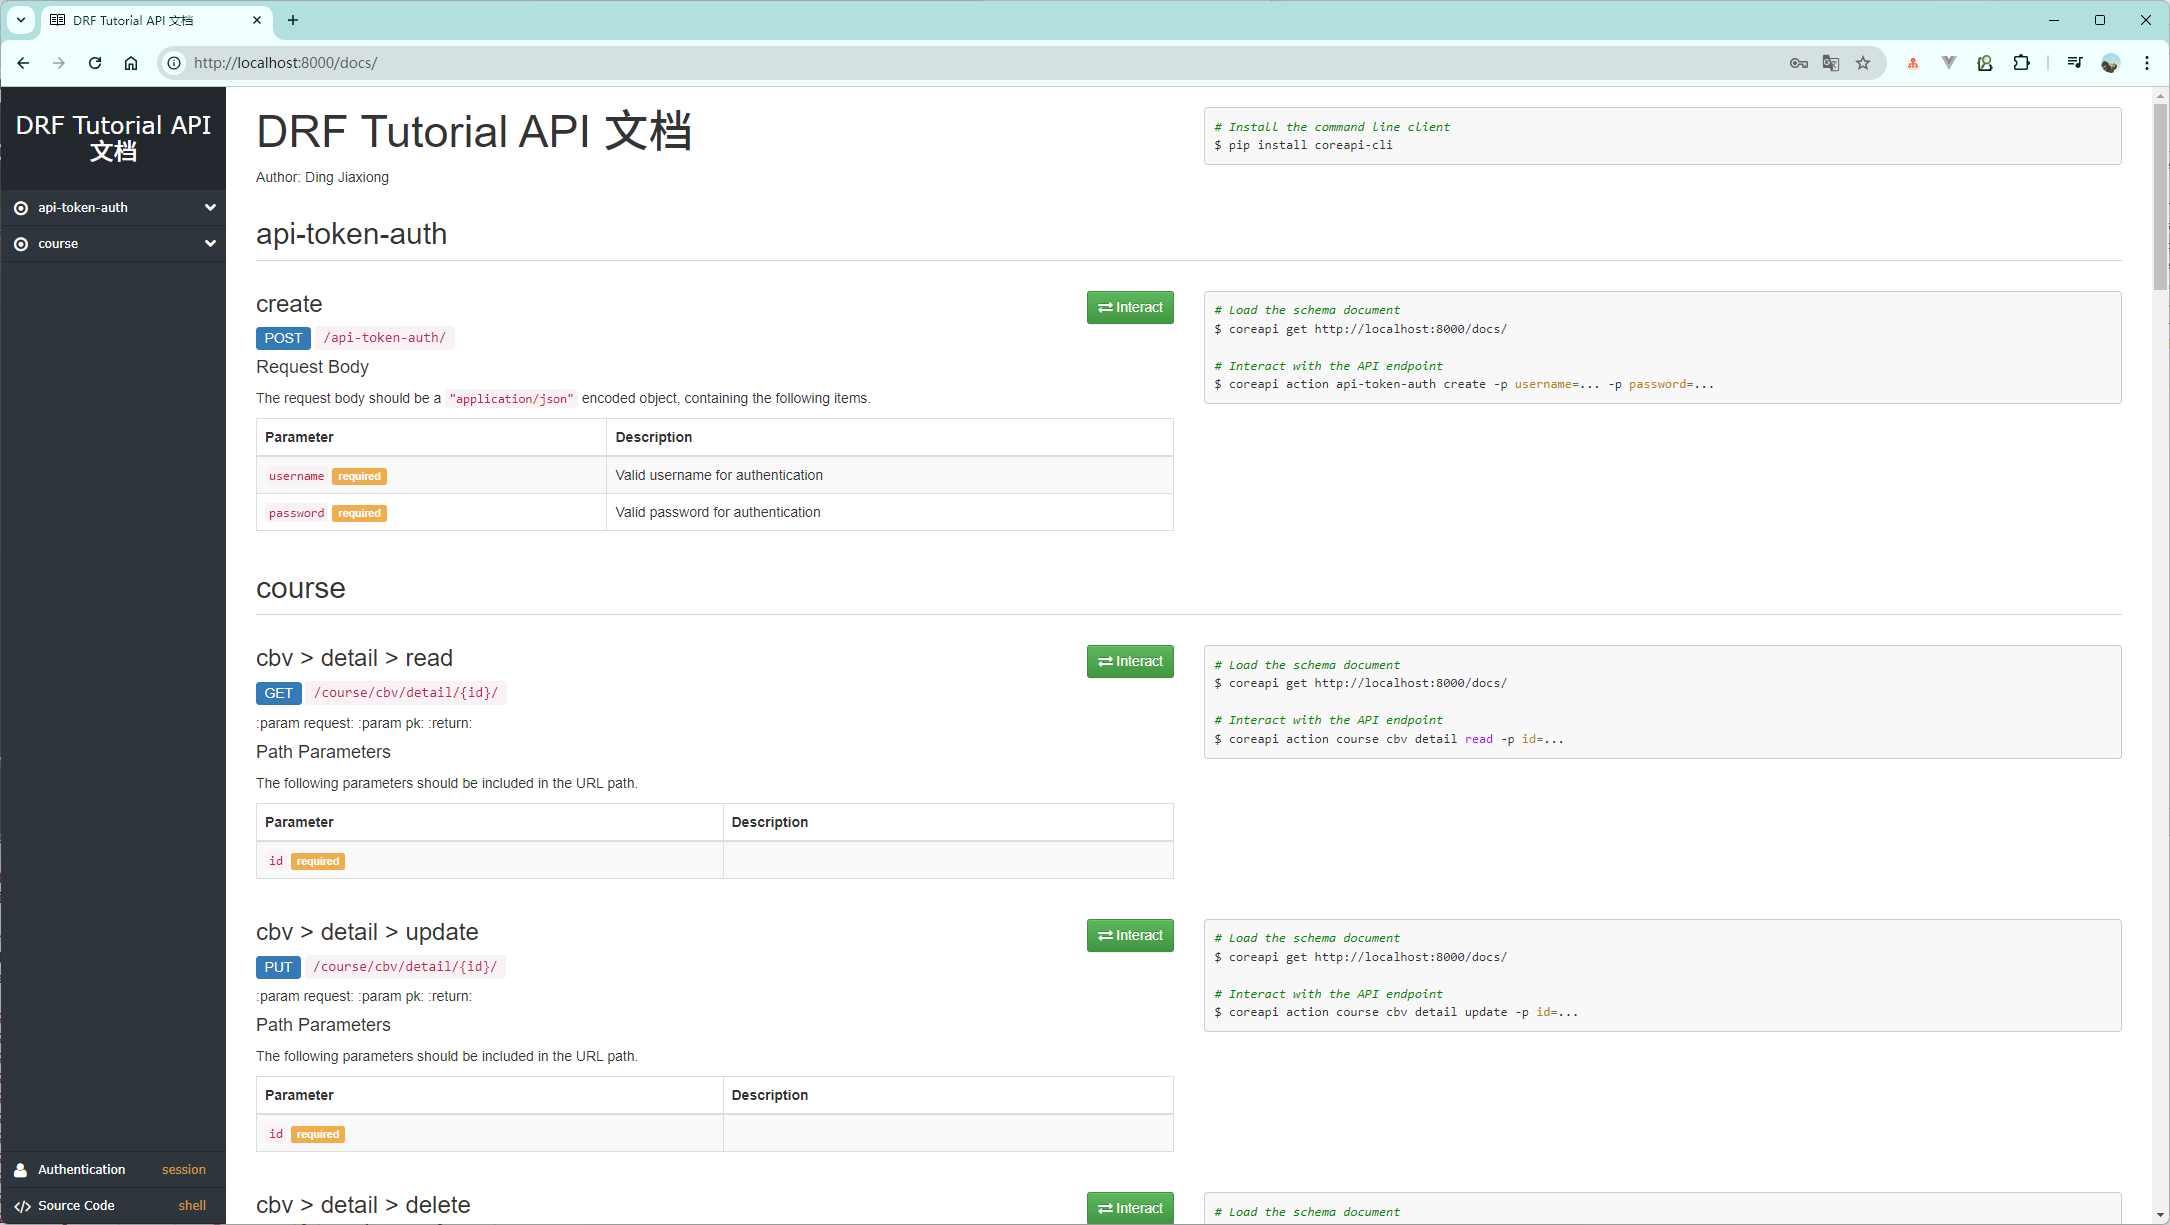 DRF Tutorial API 文档
http://localhost:8000/docs/
DRF Tutorial API
文档
api-token-auth
course
Authentication session
Source Code shell
DRF Tutorial API 文档
Author: Ding Jiaxiong
# Install the command line client
$ pip install coreapi-cli
api-token-auth
create
Interact
POST /api-token-auth/
Request Body
The request body should be a "application/json" encoded object, containing the following items.
Parameter Description
username required Valid username for authentication
password required Valid password for authentication
# Load the schema document
$ coreapi get http://localhost:8000/docs/
# Interact with the API endpoint
$ coreapi action api-token-auth create -p username=... -p password=...
course
cbv > detail > read
Interact
GET /course/cbv/detail/{id}/
:param request: :param pk: :return:
Path Parameters
The following parameters should be included in the URL path.
Parameter Description
id required
# Load the schema document
$ coreapi get http://localhost:8000/docs/
# Interact with the API endpoint
$ coreapi action course cbv detail read -p id=...
cbv > detail > update
Interact
PUT /course/cbv/detail/{id}/
:param request: :param pk: :return:
Path Parameters
The following parameters should be included in the URL path.
Parameter Description
id required
# Load the schema document
$ coreapi get http://localhost:8000/docs/
# Interact with the API endpoint
$ coreapi action course cbv detail update -p id=...
cbv > detail > delete
Interact
# Load the schema document